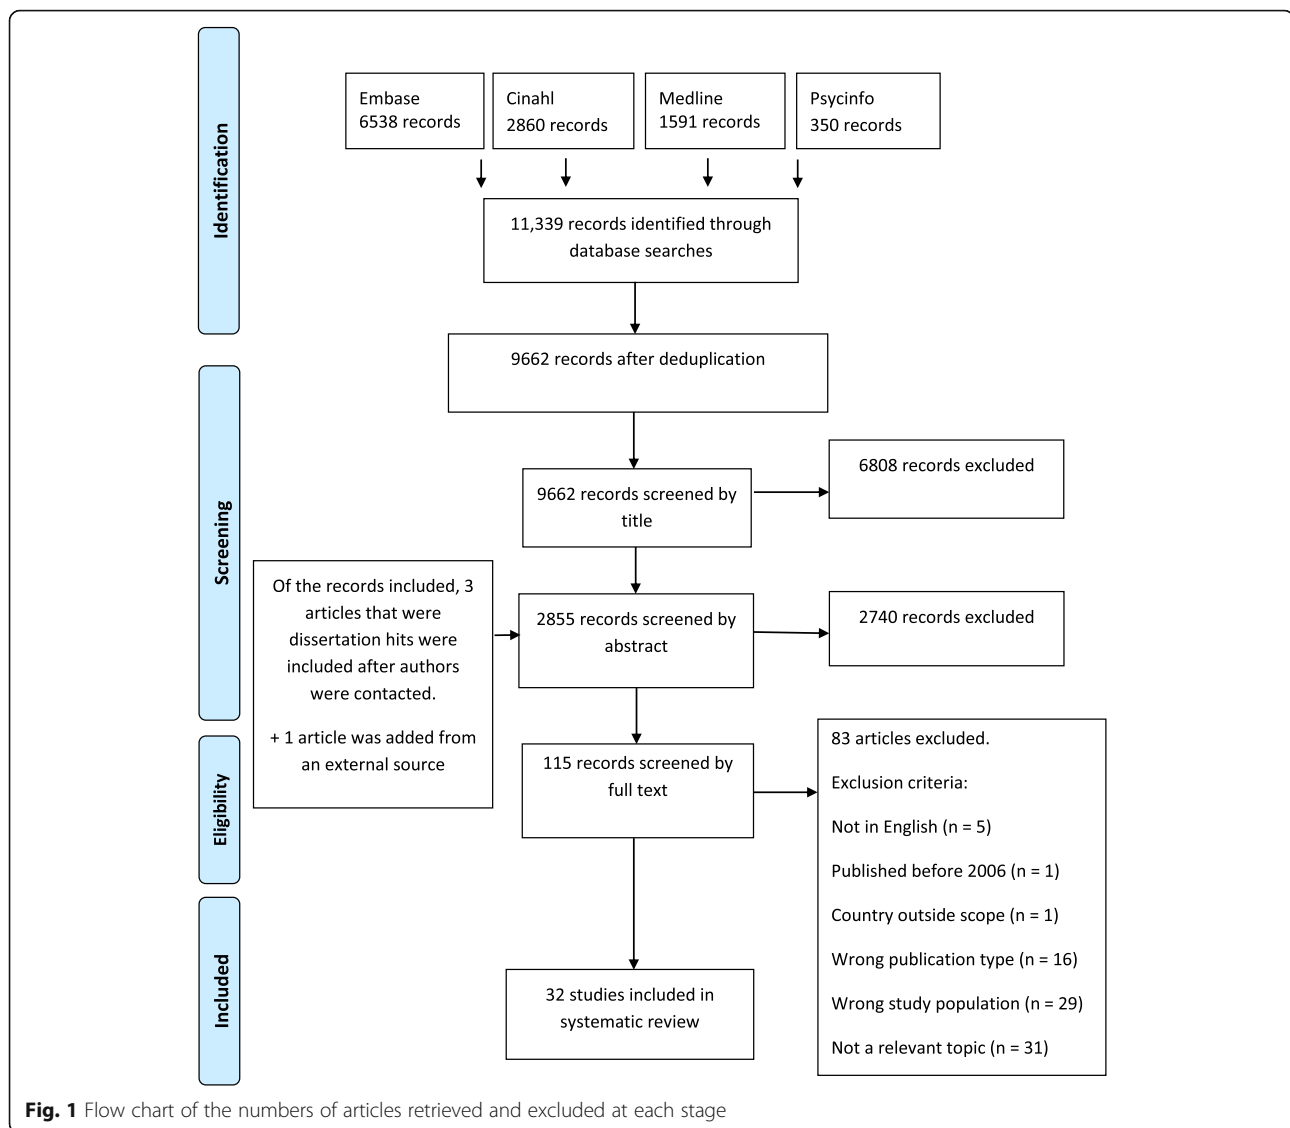 Identification
Embase
6538 records
Cinahl
2860 records
Medline
1591 records
Psycinfo
350 records
11,339 records identified through
database searches
9662 records after deduplication
Screening
9662 records screened by
title
6808 records excluded
Of the records included, 3
articles that were
dissertation hits were
included after authors
were contacted.
+ 1 article was added from
an external source
2855 records screened by
abstract
2740 records excluded
Eligibility
115 records screened by
full text
83 articles excluded.
Exclusion criteria:
Not in English (n = 5)
Published before 2006 (n = 1)
Country outside scope (n = 1)
Wrong publication type (n = 16)
Wrong study population (n = 29)
Not a relevant topic (n = 31)
Included
32 studies included in
systematic review
Fig. 1 Flow chart of the numbers of articles retrieved and excluded at each stage